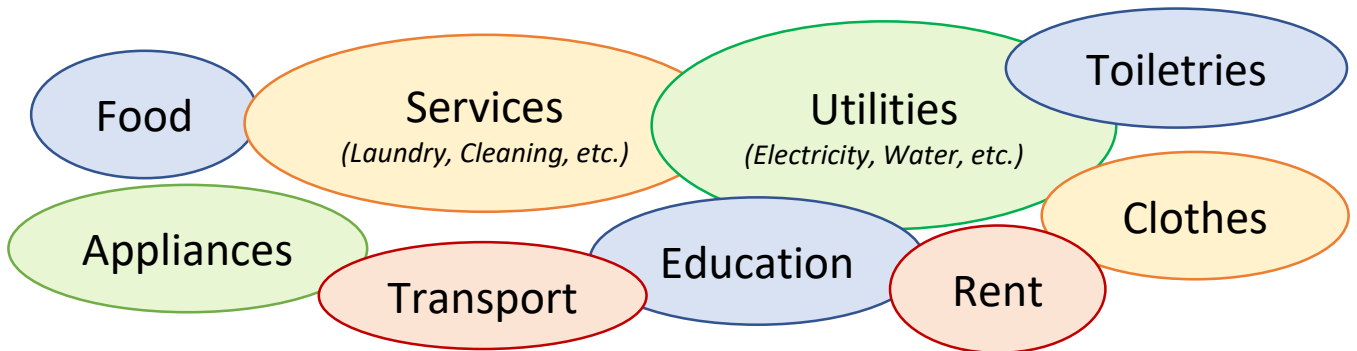 Food
Services
(Laundry, Cleaning, etc.)
Utilities
(Electricity, Water, etc.)
Toiletries
Appliances
Transport
Education
Rent
Clothes